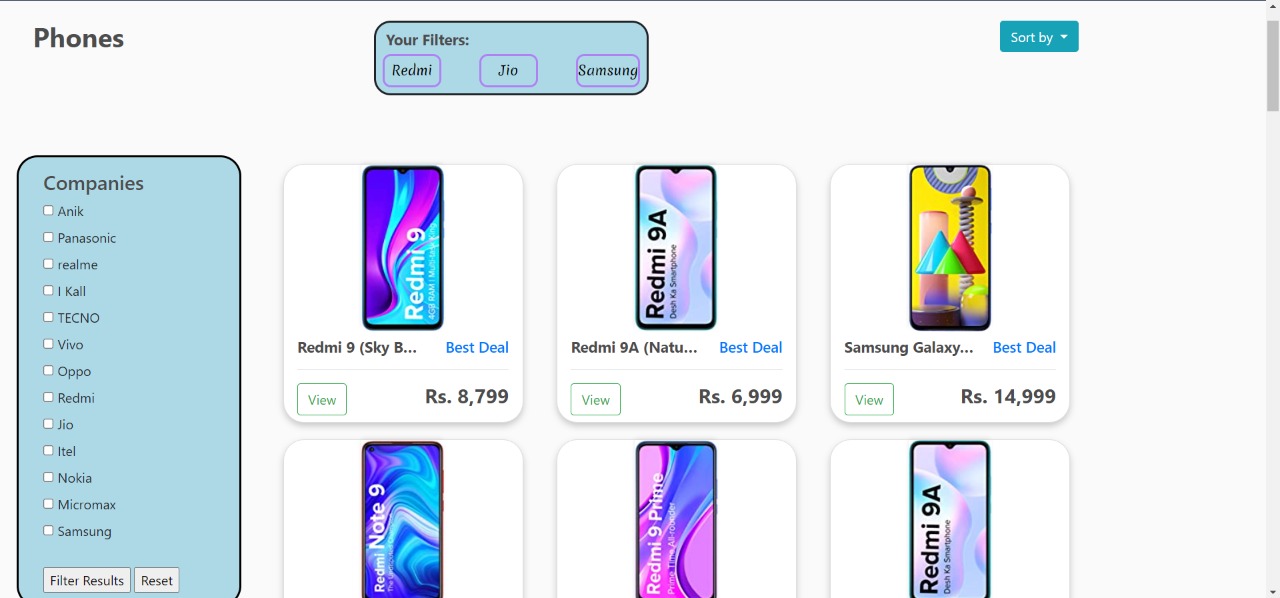 Phones
Your Filters:
Redmi Jio Samsung
Sort by
Companies
Anik
Panasonic
realme
I Kall
TECNO
Vivo
Oppo
Redmi
Jio
Itel
Nokia
Micromax
Samsung
Filter Results Reset
Redmi 9
4GB RAM | Multi-task
Redmi 9 (Sky B... Best Deal
View Rs. 8,799
Redmi 9A
Desh Ka Smartphone
Redmi 9A (Natu... Best Deal
View Rs. 6,999
Samsung Galaxy... Best Deal
View Rs. 14,999
Redmi Note 9
Redmi 9 Prime
Prime Time All-rounder
Redmi 9A
Desh Ka Smartphone